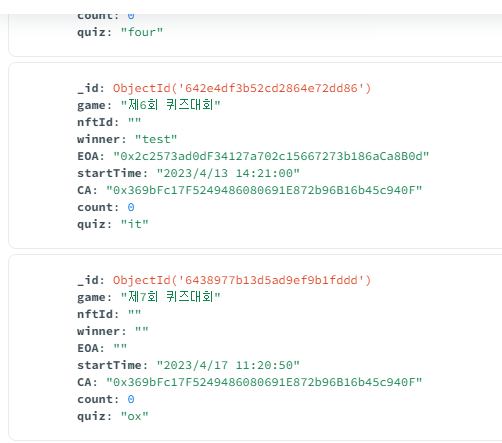 count: 0
quiz: "four"
_id: ObjectId('642e4df3b52cd2864e72dd86')
game: "제6회 퀴즈대회"
nftId: ""
winner: "test"
EOA: "0x2c2573ad0dF34127a702c15667273b186aCa8B0d"
startTime: "2023/4/13 14:21:00"
CA: "0x369bFc17F5249486080691E872b96B16b45c940F"
count: 0
quiz: "it"
_id: ObjectId('6438977b13d5ad9ef9b1fddd')
game: "제7회 퀴즈대회"
nftId: ""
winner: ""
EOA: ""
startTime: "2023/4/17 11:20:50"
CA: "0x369bFc17F5249486080691E872b96B16b45c940F"
count: 0
quiz: "ox"